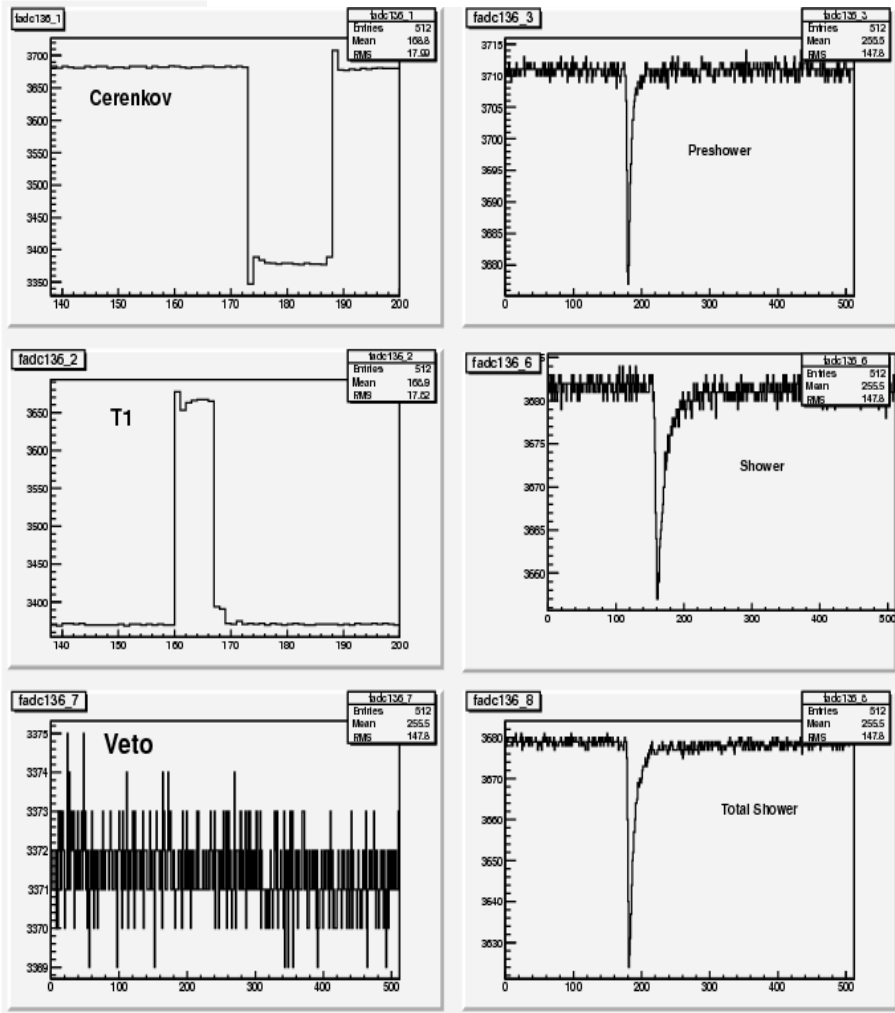 fadc136_1
fadc136_1
Entries 512
Mean 168.8
RMS 17.99
3700
3650
3600
3550
3500
3450
3400
3350
Cerenkov
140 150 160 170 180 190 200
fadc136_3
fadc136_3
Entries 512
Mean 255.5
RMS 147.8
3715
3710
3705
3700
3695
3690
3685
3680
Preshower
0 100 200 300 400 500
fadc136_2
fadc136_2
Entries 512
Mean 168.9
RMS 17.82
3650
3600
3550
3500
3450
3400
T1
140 150 160 170 180 190 200
fadc136_6
fadc136_6
Entries 512
Mean 255.5
RMS 147.8
3680
3675
3670
3665
3660
Shower
0 100 200 300 400 500
fadc136_7
fadc136_7
Entries 512
Mean 255.5
RMS 147.8
3375
3374
3373
3372
3371
3370
3369
Veto
0 100 200 300 400 500
fadc136_8
fadc136_8
Entries 512
Mean 255.5
RMS 147.8
3680
3670
3660
3650
3640
3630
Total Shower
0 100 200 300 400 500